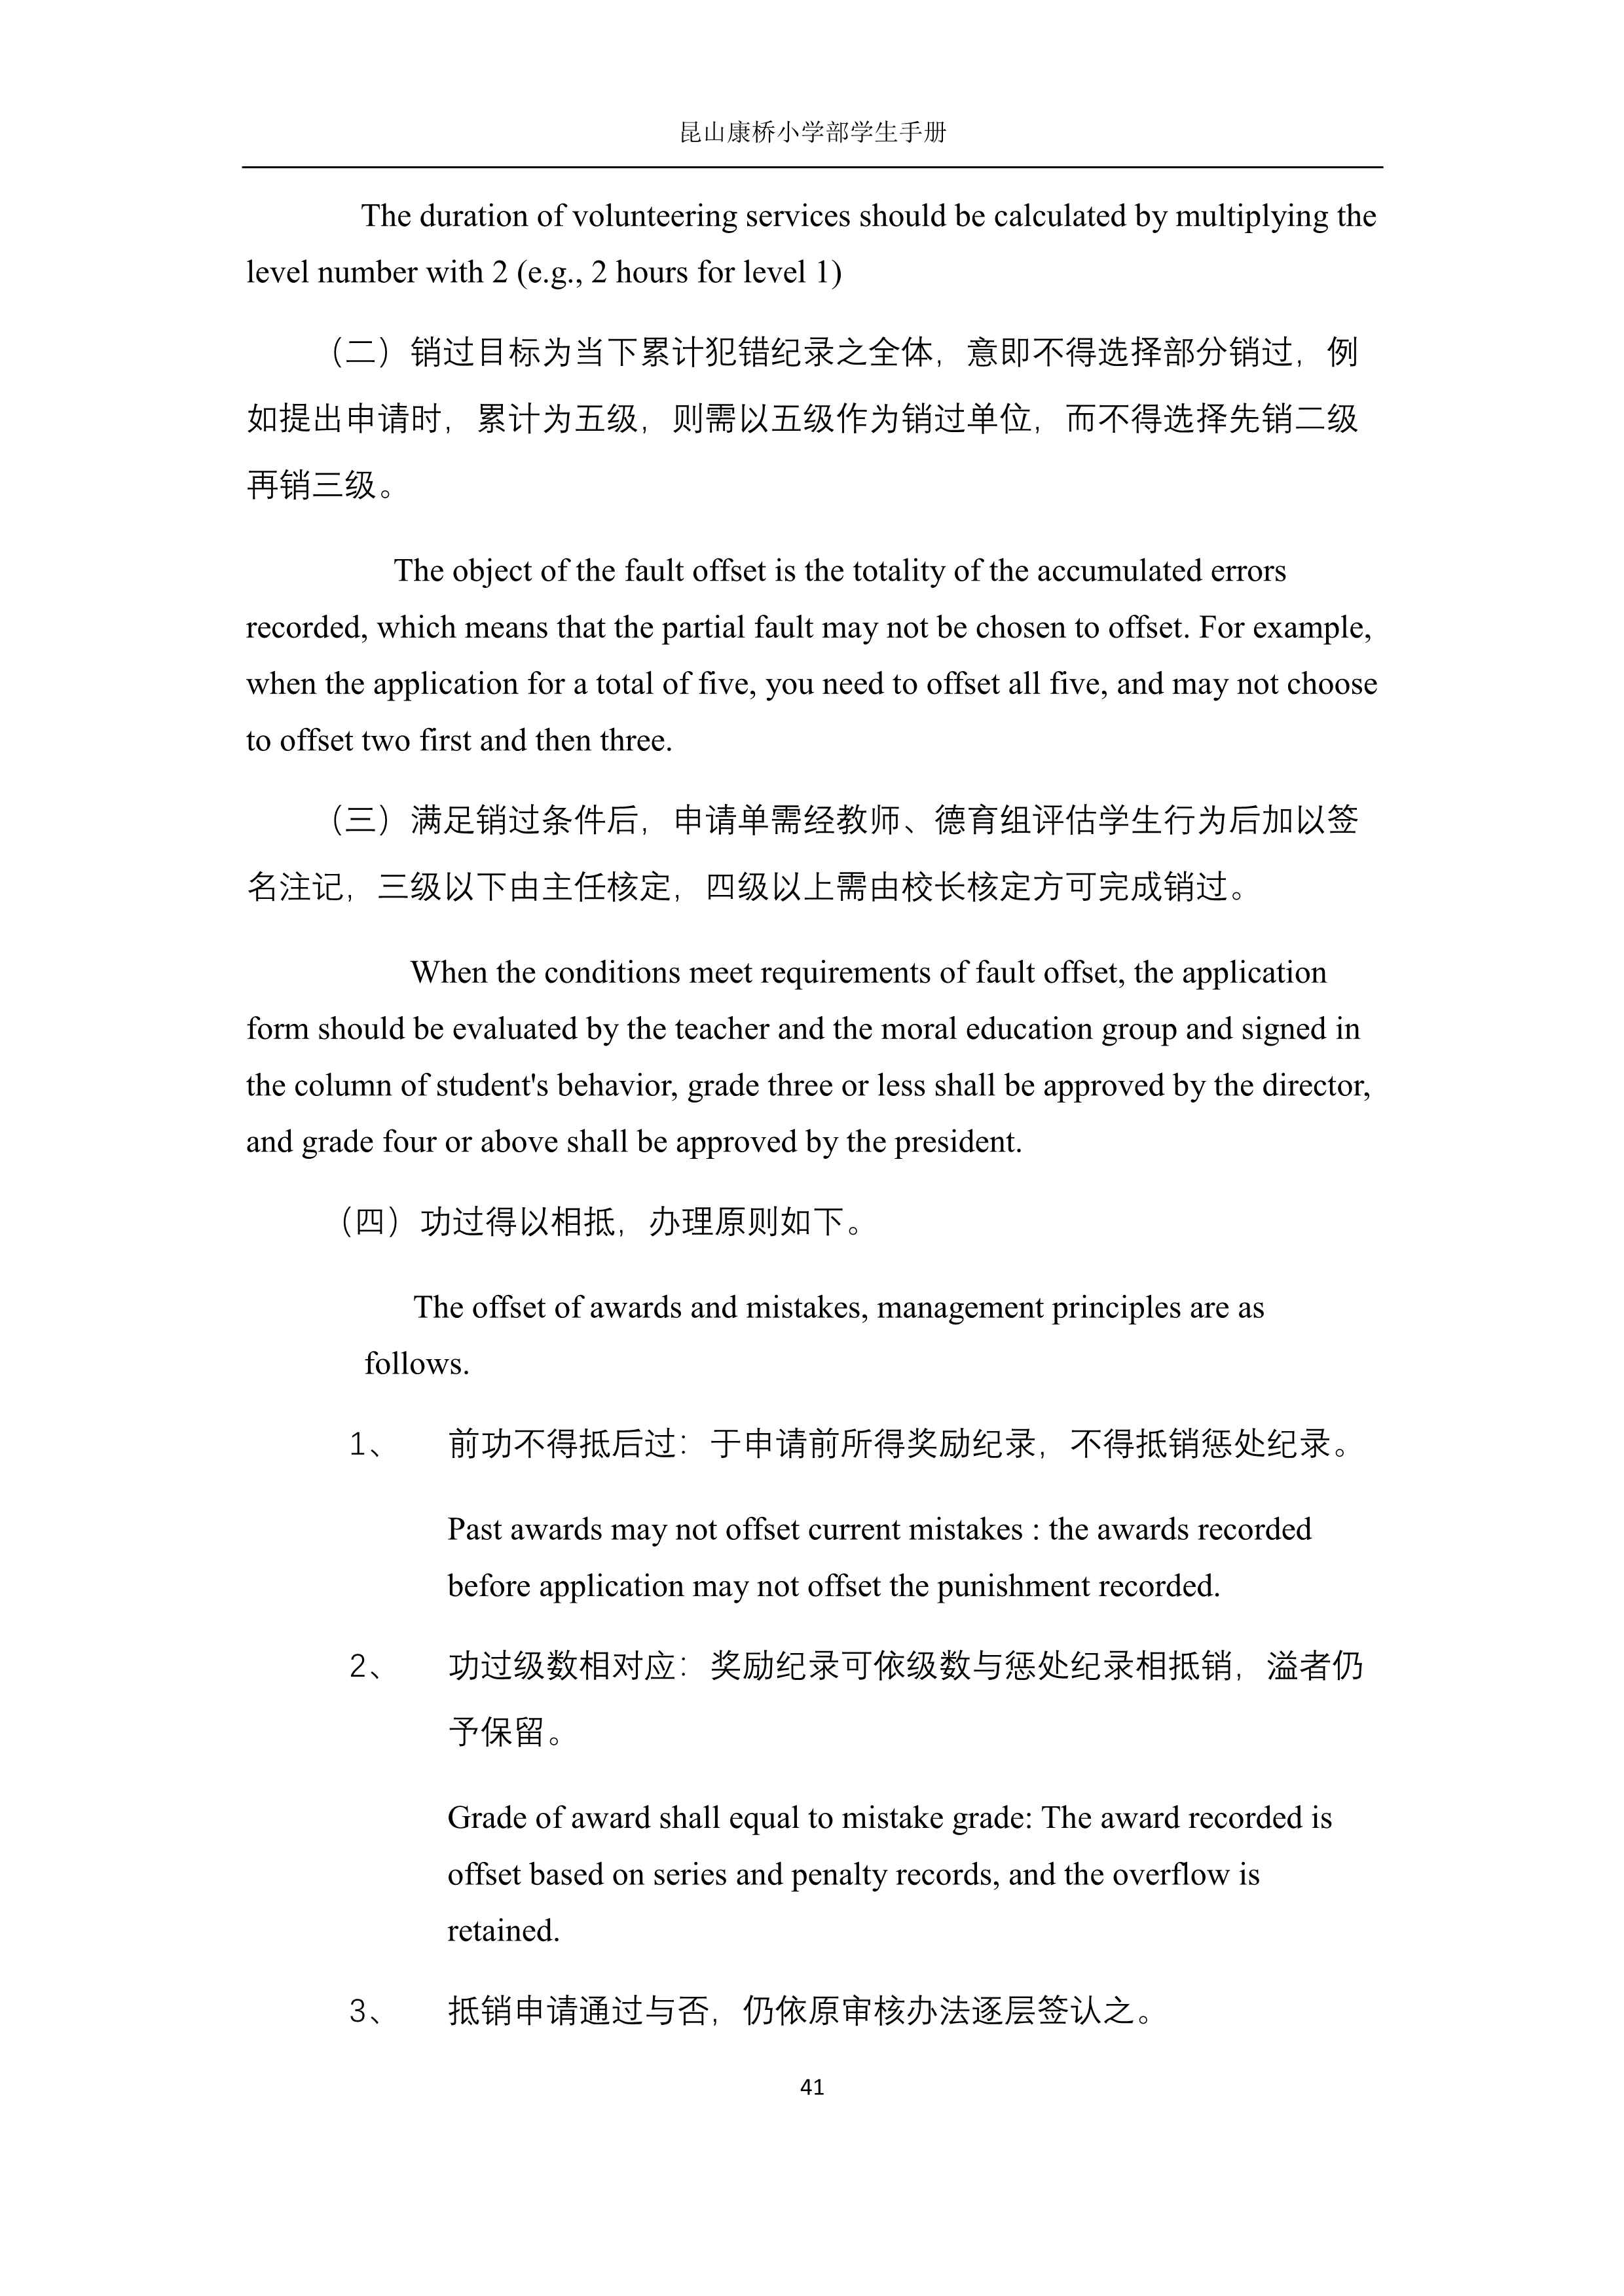 昆山康桥小学部学生手册
The duration of volunteering services should be calculated by multiplying the
level number with 2 (e.g., 2 hours for level 1)
（二）销过目标为当下累计犯错纪录之全体，意即不得选择部分销过，例
如提出申请时，累计为五级，则需以五级作为销过单位，而不得选择先销二级
再销三级。
The object of the fault offset is the totality of the accumulated errors
recorded, which means that the partial fault may not be chosen to offset. For example,
when the application for a total of five, you need to offset all five, and may not choose
to offset two first and then three.
（三）满足销过条件后，申请单需经教师、德育组评估学生行为后加以签
名注记，三级以下由主任核定，四级以上需由校长核定方可完成销过。
When the conditions meet requirements of fault offset, the application
form should be evaluated by the teacher and the moral education group and signed in
the column of student's behavior, grade three or less shall be approved by the director,
and grade four or above shall be approved by the president.
（四）功过得以相抵，办理原则如下。
The offset of awards and mistakes, management principles are as
follows.
1、 前功不得抵后过：于申请前所得奖励纪录，不得抵销惩处纪录。
Past awards may not offset current mistakes : the awards recorded
before application may not offset the punishment recorded.
2、 功过级数相对应：奖励纪录可依级数与惩处纪录相抵销，溢者仍
予保留。
Grade of award shall equal to mistake grade: The award recorded is
offset based on series and penalty records, and the overflow is
retained.
3、 抵销申请通过与否，仍依原审核办法逐层签认之。
41